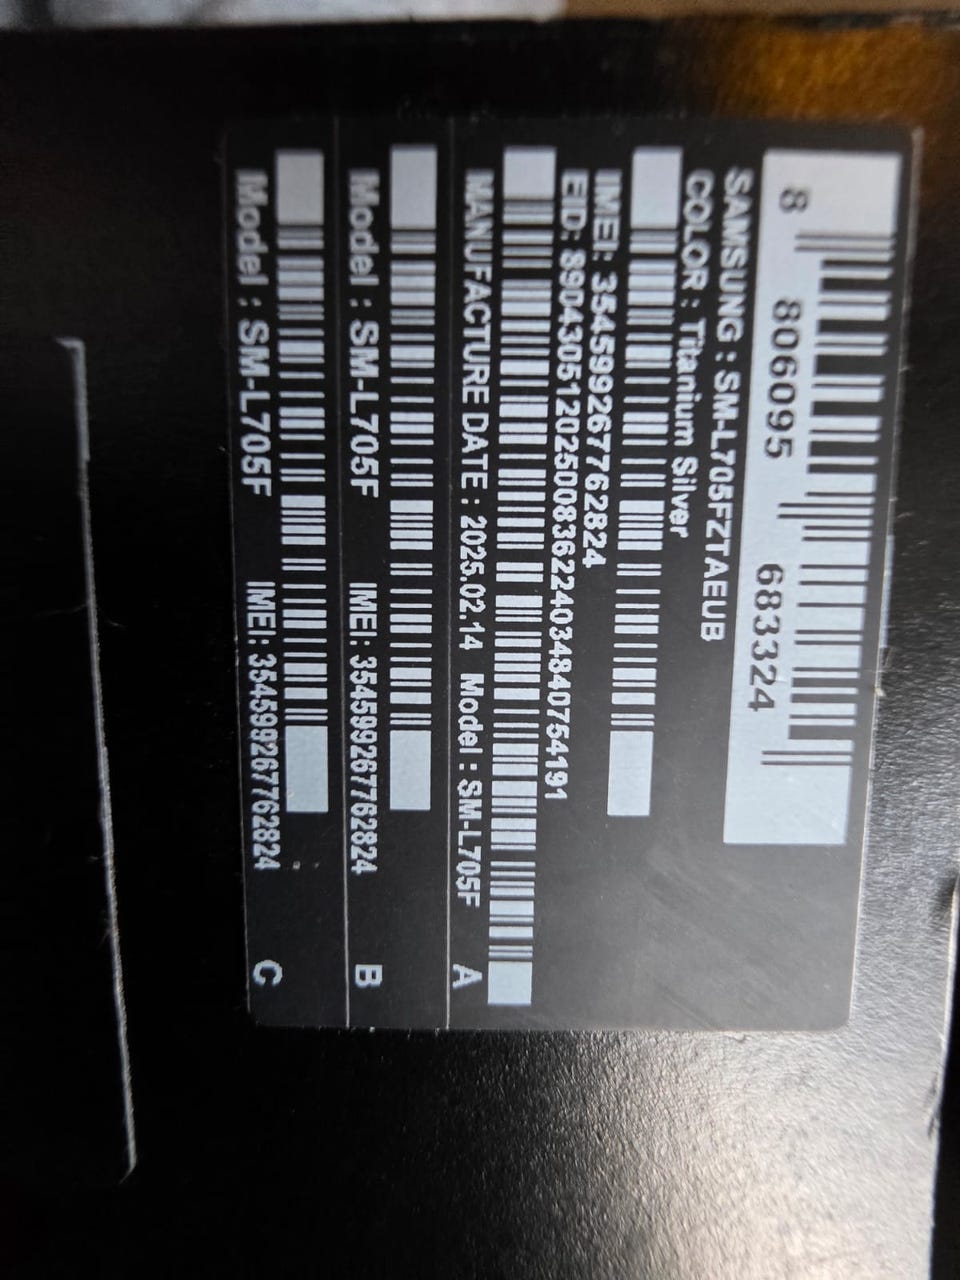 8 806095 683324
SAMSUNG : SM-L705FZTAEUB
COLOR : Titanium Silver
IMEI: 354599267762824
EID: 89043051202500836224034840754191
MANUFACTURE DATE : 2025.02.14 Model : SM-L705F A
Model : SM-L705F IMEI: 354599267762824 B
Model : SM-L705F IMEI: 354599267762824 C